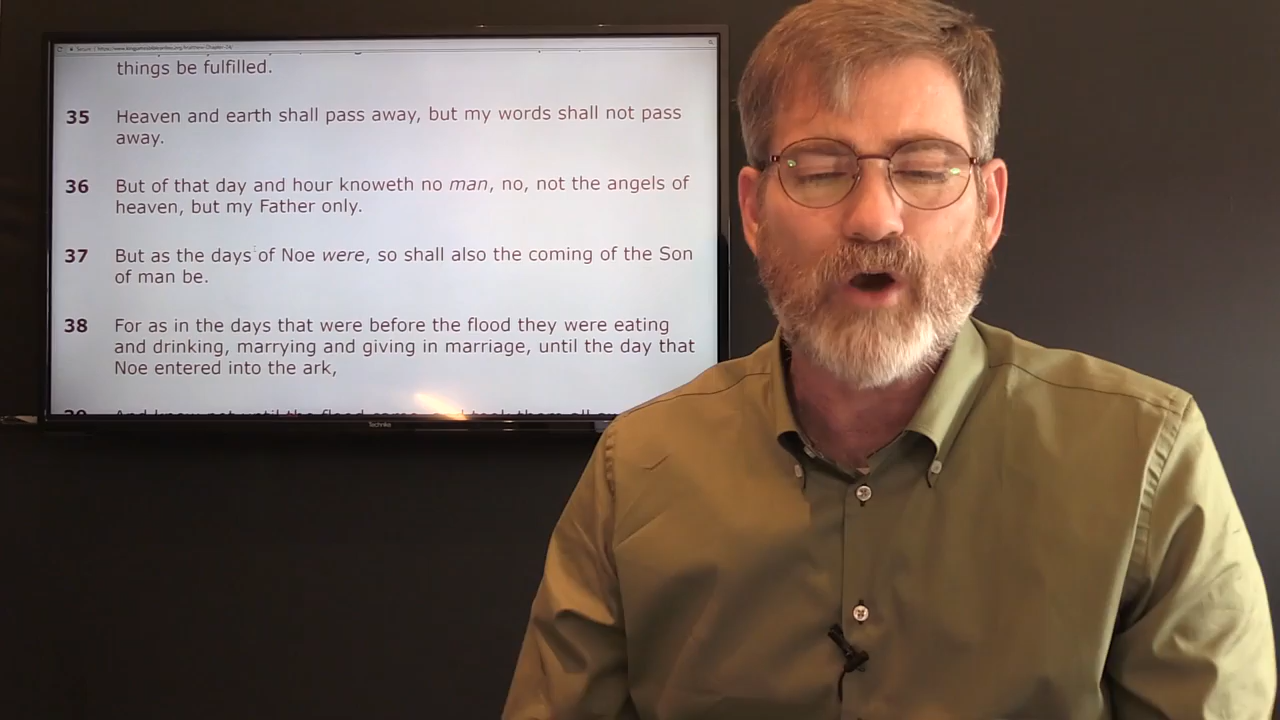 things be fulfilled.
35 Heaven and earth shall pass away, but my words shall not pass
away.
36 But of that day and hour knoweth no man, no, not the angels of
heaven, but my Father only.
37 But as the days of Noe were, so shall also the coming of the Son
of man be.
38 For as in the days that were before the flood they were eating
and drinking, marrying and giving in marriage, until the day that
Noe entered into the ark,
Technika